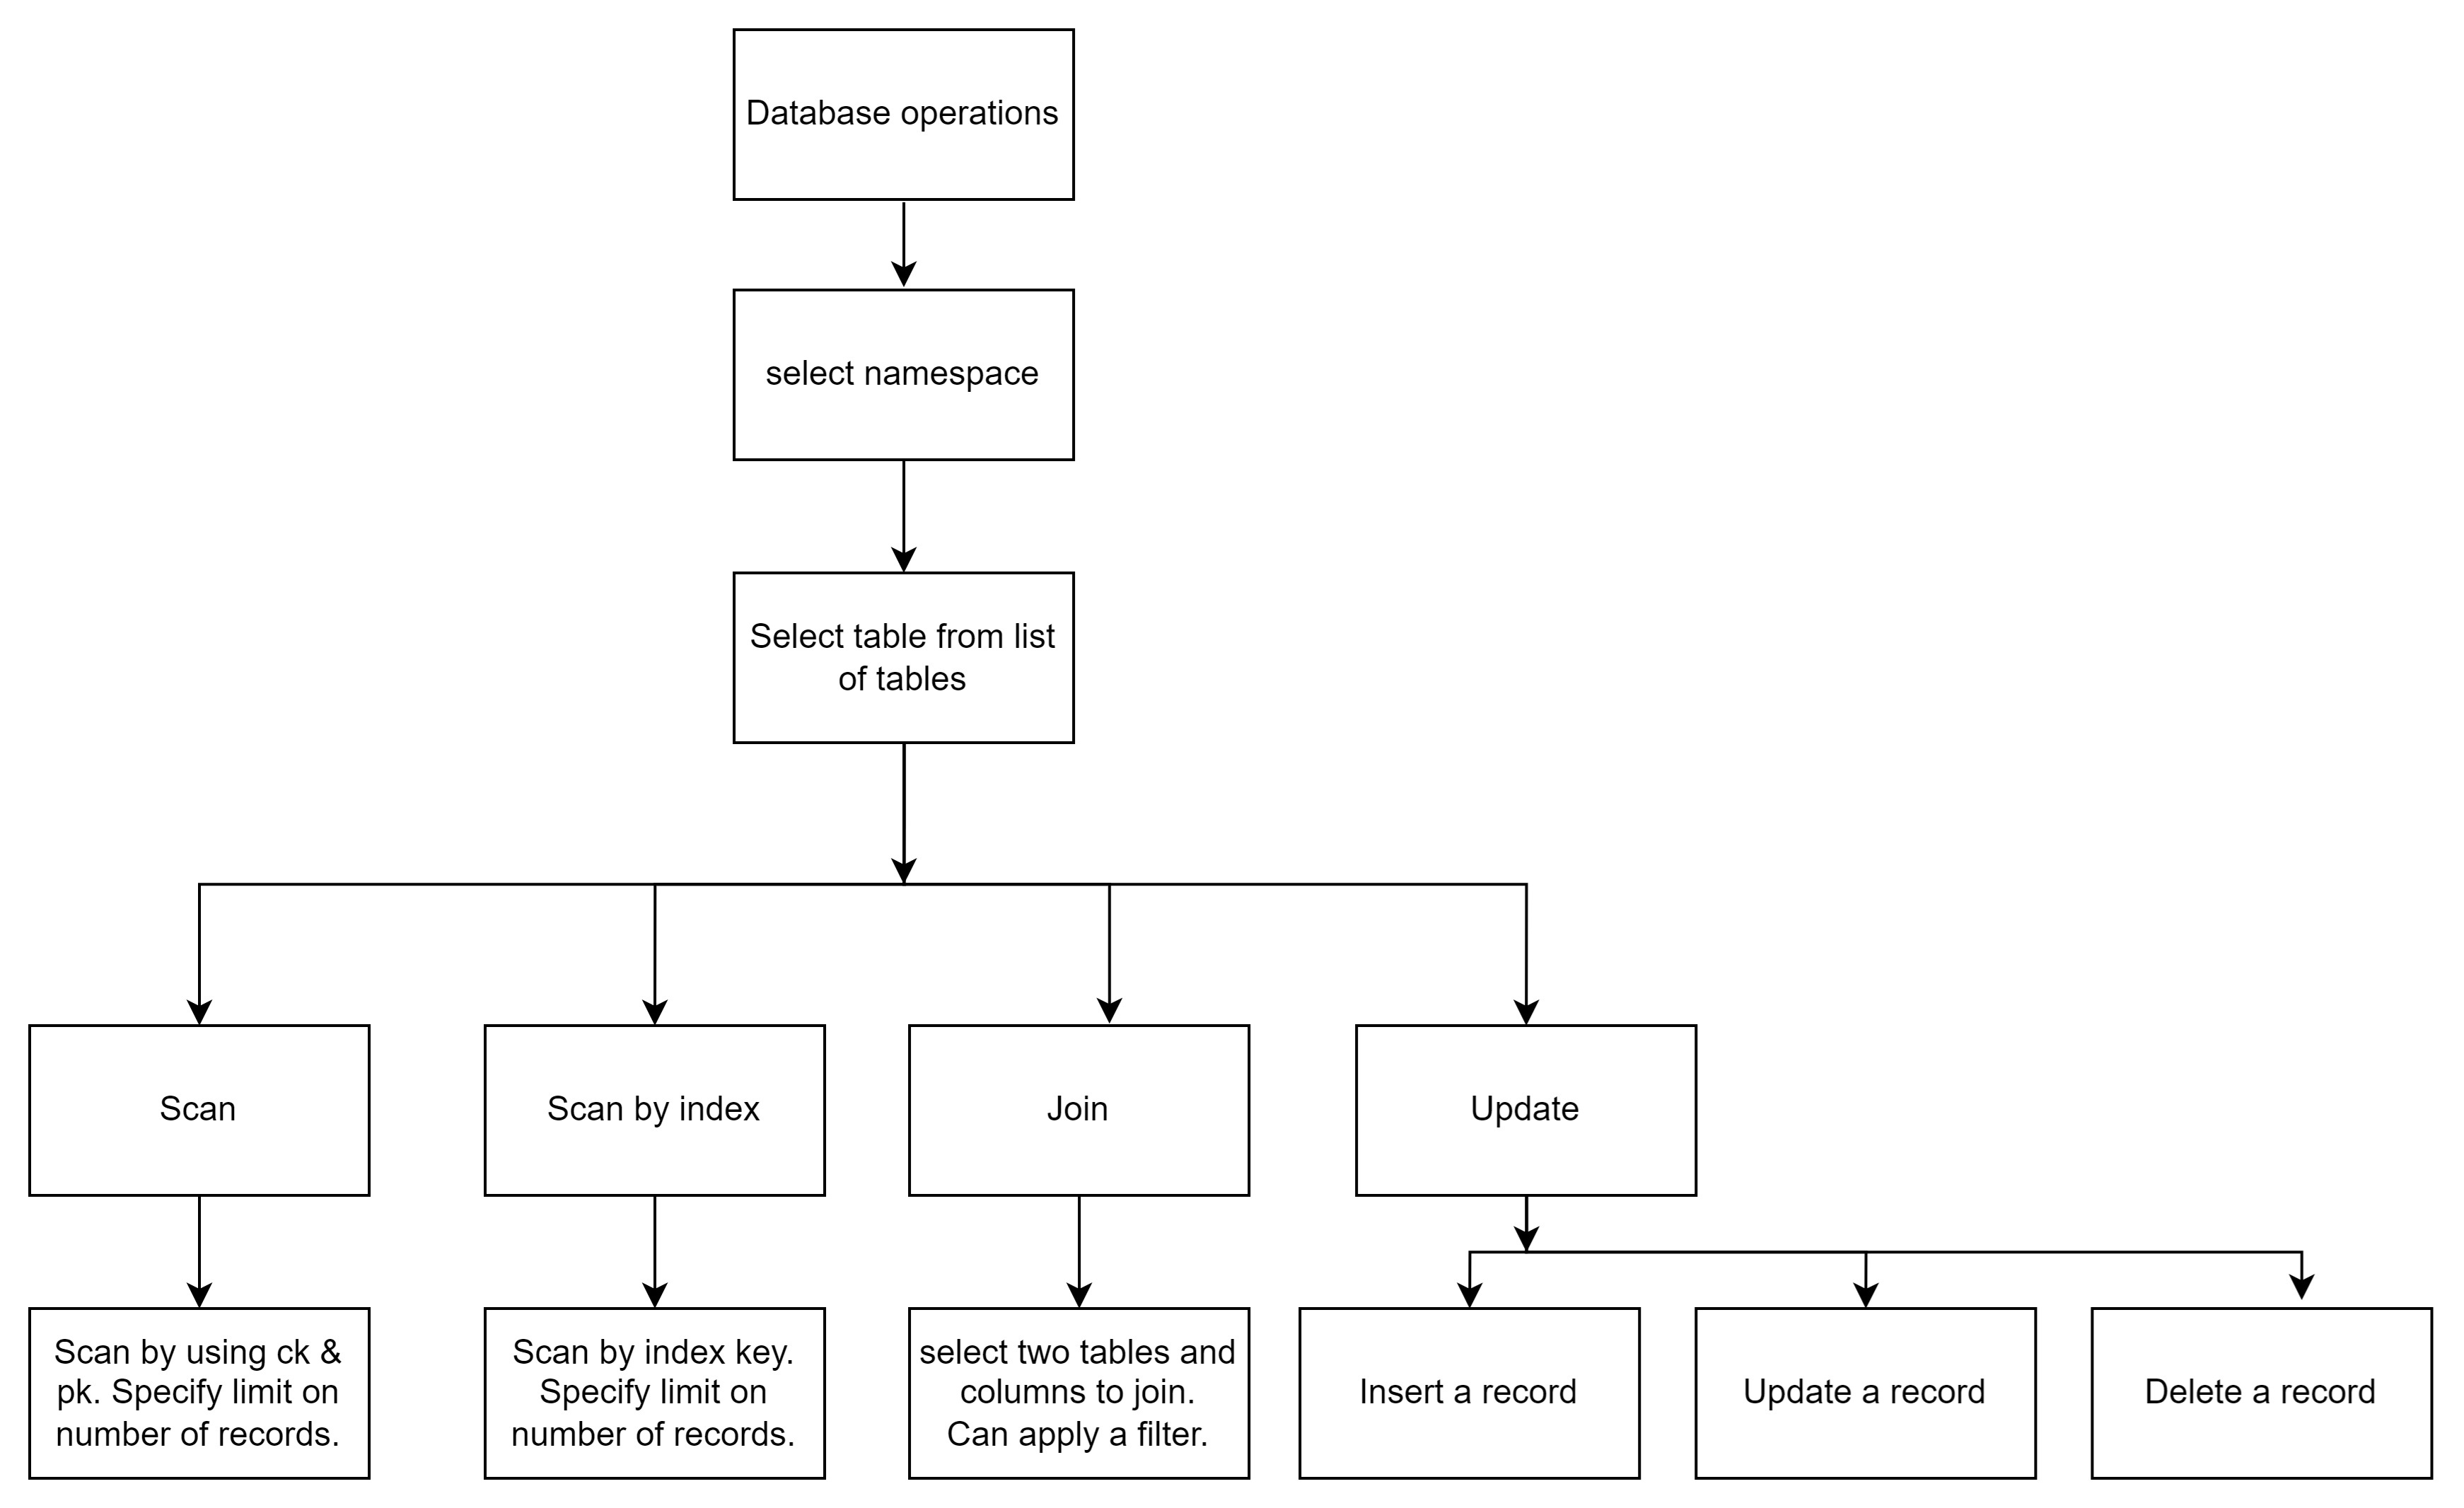 Database operations
select namespace
Select table from list
of tables
Scan
Scan by index
Join
Update
Scan by using ck &
pk. Specify limit on
number of records.
Scan by index key.
Specify limit on
number of records.
select two tables and
columns to join.
Can apply a filter.
Insert a record
Update a record
Delete a record